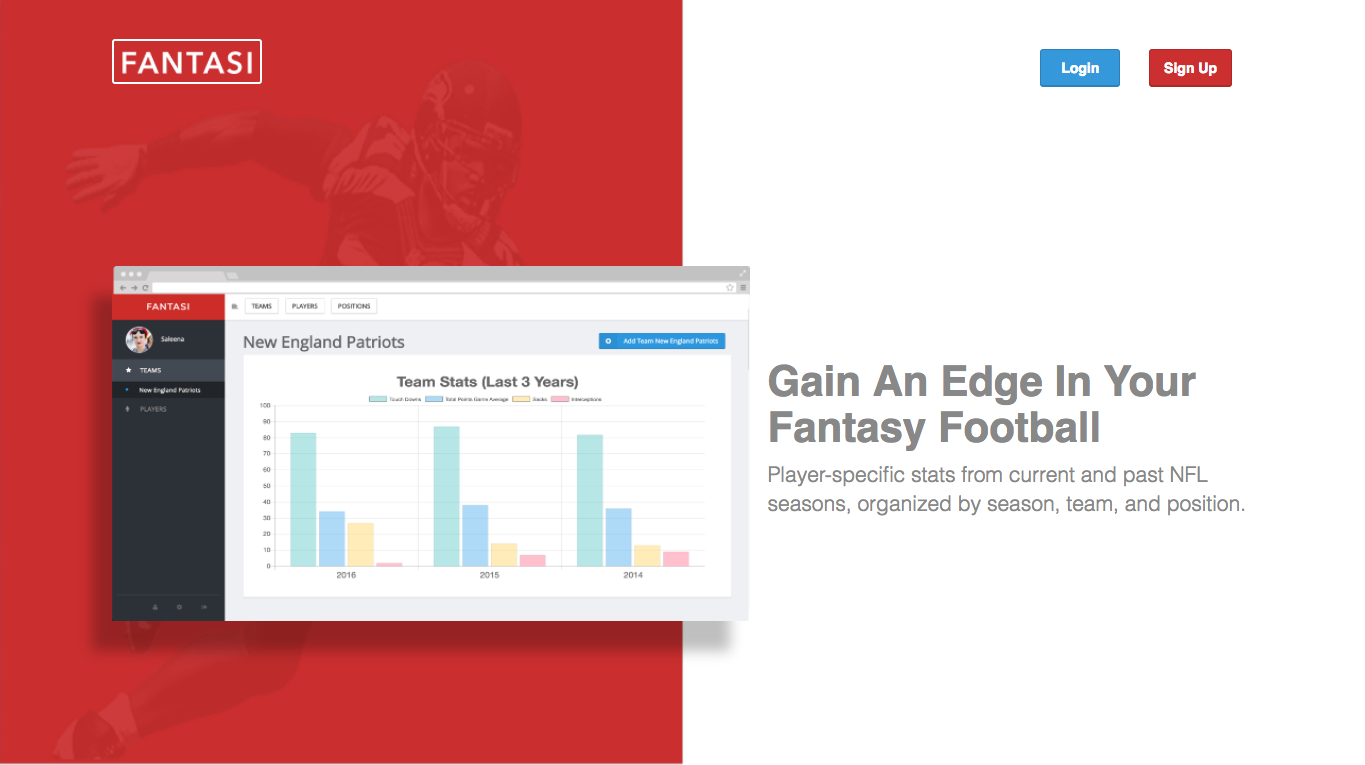 FANTASI
Login
Sign Up
FANTASI
TEAMS
PLAYERS
POSITIONS
Saleena
New England Patriots
Add Team New England Patriots
TEAMS
New England Patriots
PLAYERS
Team Stats (Last 3 Years)
Touch Downs
Total Points Game Average
Sacks
Interceptions
100
90
80
70
60
50
40
30
20
10
0
2016
2015
2014
Gain An Edge In Your
Fantasy Football
Player-specific stats from current and past NFL
seasons, organized by season, team, and position.